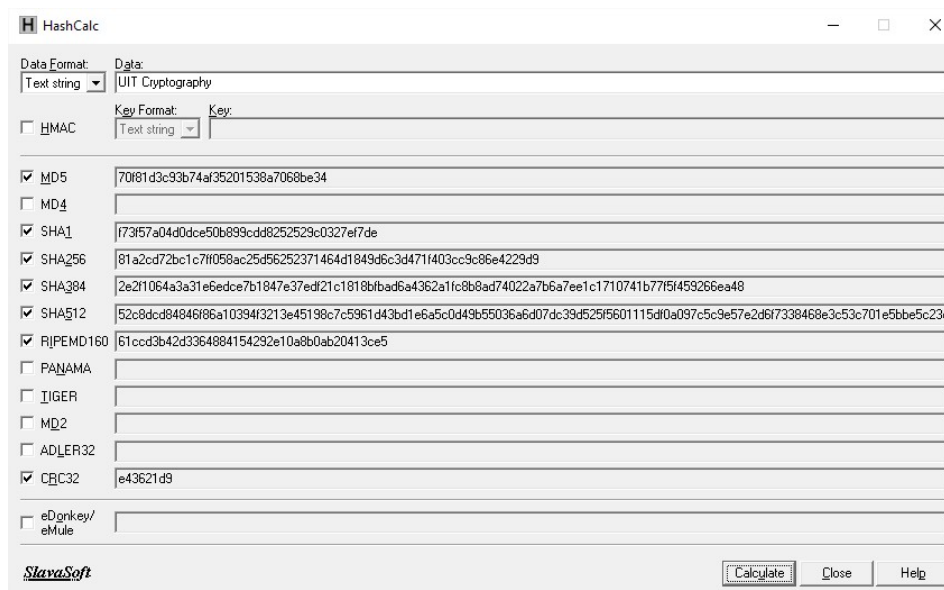 HashCalc
Data Format: Data:
Text string UIT Cryptography
Key Format: Key:
HMAC Text string
MD5 70f81d3c93b74af35201538a7068be34
MD4
SHA1 f73f57a04d0dce50b899cdd8252529c0327ef7de
SHA256 81a2cd72bc1c7ff058ac25d56252371464d1849d6c3d471f403cc9c86e4229d9
SHA384 2e2f1064a3a31e6edce7b1847e37edf21c1818bfbad6a4362a1fc8b8ad74022a7b6a7ee1c1710741b77f5f459266ea48
SHA512 52c8dcd84846f86a10394f3213e45198c7c5961d43bd1e6a5c0d49b55036a6d07dc39d525f5601115df0a097c5c9e57e2d6f7338468e3c53c701e5bbe5c23
RIPEMD160 61ccd3b42d3364884154292e10a8b0ab20413ce5
PANAMA
TIGER
MD2
ADLER32
CRC32 e43621d9
eDonkey/
eMule
SlavaSoft Calculate Close Help